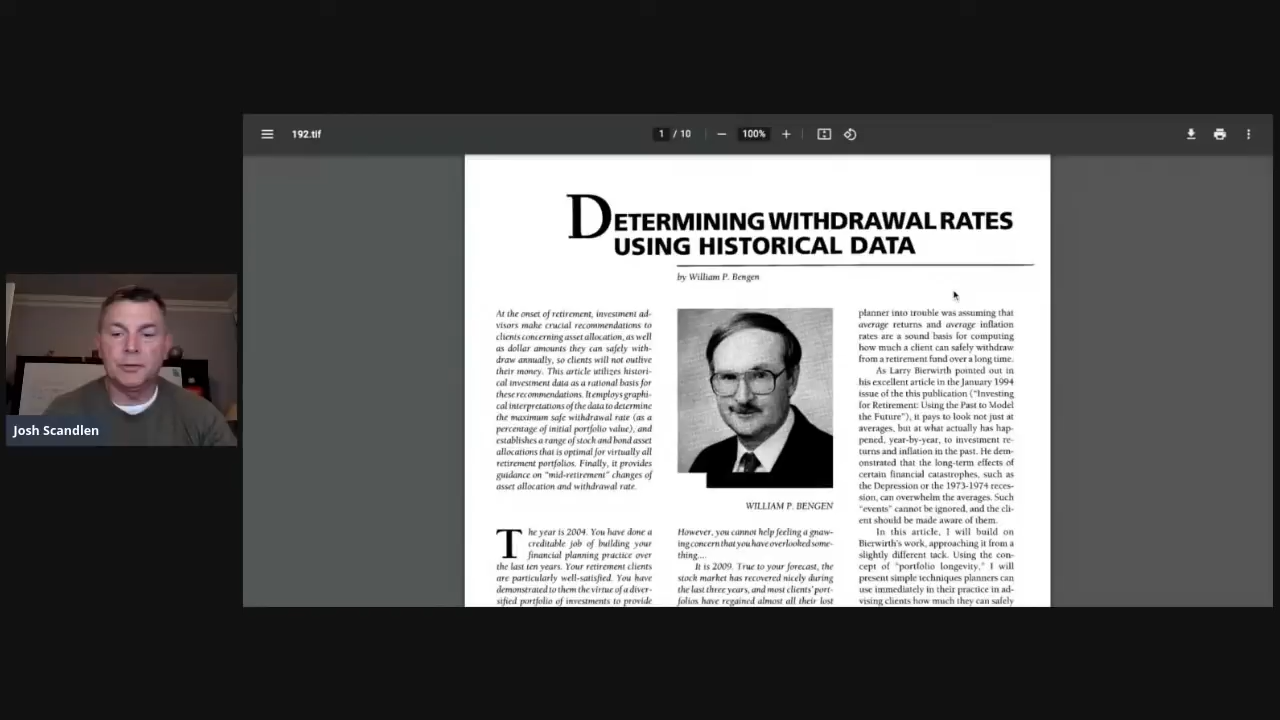 192.tif
1 / 10
100%
DETERMINING WITHDRAWAL RATES
USING HISTORICAL DATA
by William P. Bengen
At the onset of retirement, investment ad-
visors make crucial recommendations to
clients concerning asset allocation, as well
as dollar amounts they can safely with-
draw annually, so clients will not outlive
their money. This article utilizes histori-
cal investment data as a rational basis for
these recommendations. It employs graphi-
cal interpretations of the data to determine
the maximum safe withdrawal rate (as a
percentage of initial portfolio value), and
establishes a range of stock and bond asset
allocations that is optimal for virtually all
retirement portfolios. Finally, it provides
guidance on "mid-retirement" changes of
asset allocation and withdrawal rate.
The year is 2004. You have done a
creditable job of building your
financial planning practice over
the last ten years. Your retirement clients
are particularly well-satisfied. You have
demonstrated to them the virtue of a diver-
sified portfolio of investments to provide
WILLIAM P. BENGEN
However, you cannot help feeling a gnaw-
ing concern that you have overlooked some-
thing....
It is 2009. True to your forecast, the
stock market has recovered nicely during
the last three years, and most clients' port-
folios have regained almost all their lost
planner into trouble was assuming that
average returns and average inflation
rates are a sound basis for computing
how much a client can safely withdraw
from a retirement fund over a long time.
As Larry Bierwirth pointed out in
his excellent article in the January 1994
issue of the this publication ("Investing
for Retirement: Using the Past to Model
the Future"), it pays to look not just at
averages, but at what actually has hap-
pened, year-by-year, to investment re-
turns and inflation in the past. He dem-
onstrated that the long-term effects of
certain financial catastrophes, such as
the Depression or the 1973-1974 reces-
sion, can overwhelm the averages. Such
"events" cannot be ignored, and the cli-
ent should be made aware of them.
In this article, I will build on
Bierwirth's work, approaching it from a
slightly different tack. Using the con-
cept of "portfolio longevity," I will
present simple techniques planners can
use immediately in their practice in ad-
vising clients how much they can safely
Josh Scandlen